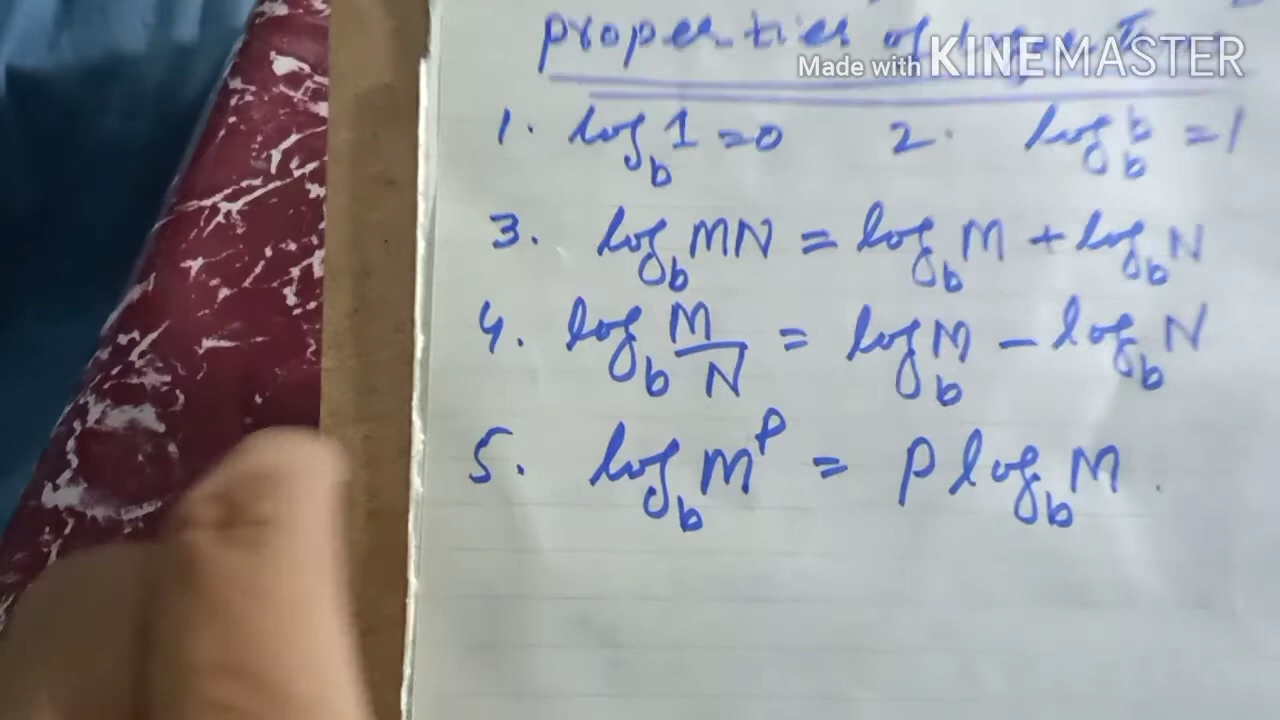 properties of
Made with KINEMASTER
1. log_b 1 = 0 2. log_b b = 1
3. log_b MN = log_b M + log_b N
4. log_b M/N = log_b M - log_b N
5. log_b M^p = p log_b M.